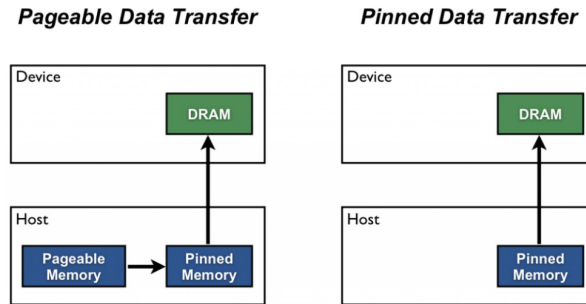 Pageable Data Transfer
Device
DRAM
Host
Pageable
Memory
Pinned
Memory
Pinned Data Transfer
Device
DRAM
Host
Pinned
Memory